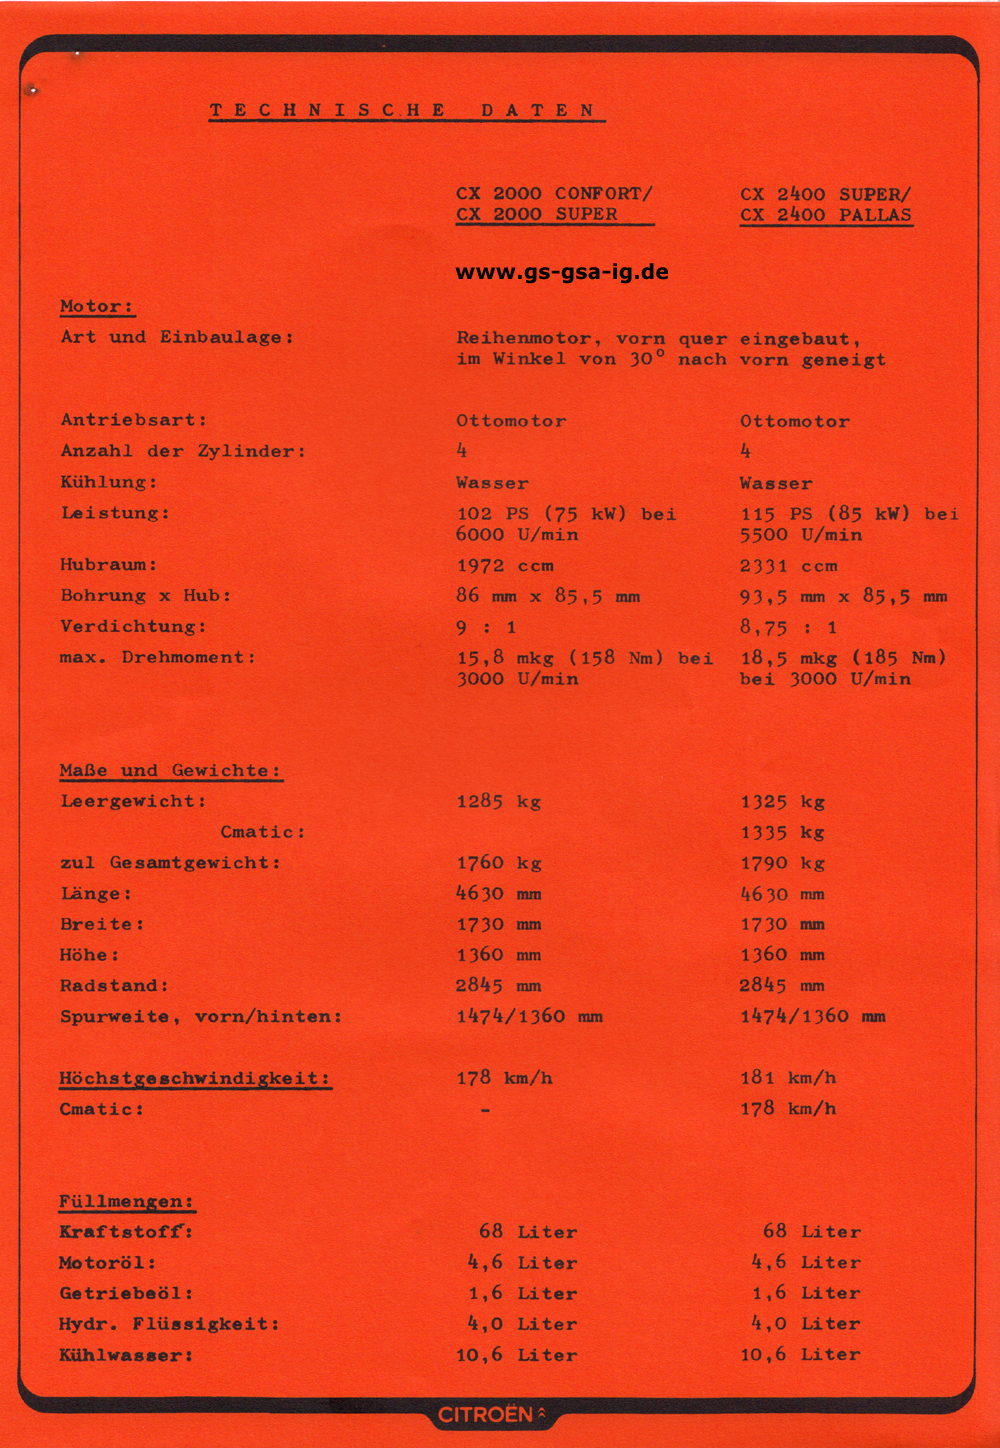 TECHNISCHE DATEN
CX 2000 CONFORT/ CX 2400 SUPER/
CX 2000 SUPER CX 2400 PALLAS
www.gs-gsa-ig.de
Motor:
Art und Einbaulage: Reihenmotor, vorn quer eingebaut,
im Winkel von 30° nach vorn geneigt
Antriebsart: Ottomotor Ottomotor
Anzahl der Zylinder: 4 4
Kühlung: Wasser Wasser
Leistung: 102 PS (75 kW) bei 115 PS (85 kW) bei
6000 U/min 5500 U/min
Hubraum: 1972 ccm 2331 ccm
Bohrung x Hub: 86 mm x 85,5 mm 93,5 mm x 85,5 mm
Verdichtung: 9 : 1 8,75 : 1
max. Drehmoment: 15,8 mkg (158 Nm) bei 18,5 mkg (185 Nm)
3000 U/min bei 3000 U/min
Maße und Gewichte:
Leergewicht: 1285 kg 1325 kg
Cmatic: 1335 kg
zul Gesamtgewicht: 1760 kg 1790 kg
Länge: 4630 mm 4630 mm
Breite: 1730 mm 1730 mm
Höhe: 1360 mm 1360 mm
Radstand: 2845 mm 2845 mm
Spurweite, vorn/hinten: 1474/1360 mm 1474/1360 mm
Höchstgeschwindigkeit: 178 km/h 181 km/h
Cmatic: - 178 km/h
Füllmengen:
Kraftstoff: 68 Liter 68 Liter
Motoröl: 4,6 Liter 4,6 Liter
Getriebeöl: 1,6 Liter 1,6 Liter
Hydr. Flüssigkeit: 4,0 Liter 4,0 Liter
Kühlwasser: 10,6 Liter 10,6 Liter
CITROËN